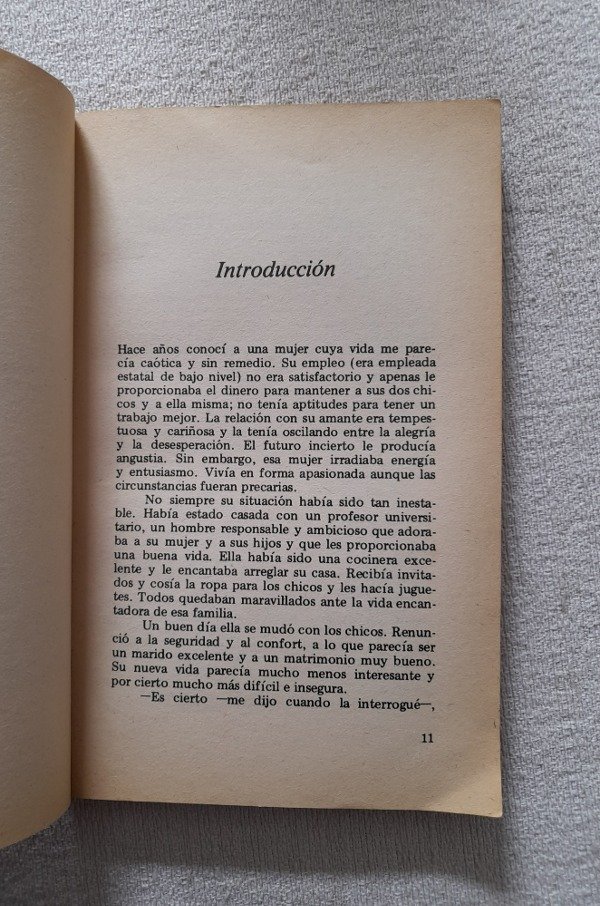 Introducción
Hace años conocí a una mujer cuya vida me pare-
cía caótica y sin remedio. Su empleo (era empleada
estatal de bajo nivel) no era satisfactorio y apenas le
proporcionaba el dinero para mantener a sus dos chi-
cos y a ella misma; no tenía aptitudes para tener un
trabajo mejor. La relación con su amante era tempes-
tuosa y cariñosa y la tenía oscilando entre la alegría
y la desesperación. El futuro incierto le producía
angustia. Sin embargo, esa mujer irradiaba energía
y entusiasmo. Vivía en forma apasionada aunque las
circunstancias fueran precarias.
No siempre su situación había sido tan inesta-
ble. Había estado casada con un profesor universi-
tario, un hombre responsable y ambicioso que adora-
ba a su mujer y a sus hijos y que les proporcionaba
una buena vida. Ella había sido una cocinera exce-
lente y le encantaba arreglar su casa. Recibía invita-
dos y cosía la ropa para los chicos y les hacía jugue-
tes. Todos quedaban maravillados ante la vida encan-
tadora de esa familia.
Un buen día ella se mudó con los chicos. Renun-
ció a la seguridad y al confort, a lo que parecía ser
un marido excelente y a un matrimonio muy bueno.
Su nueva vida parecía mucho menos interesante y
por cierto mucho más difícil e insegura.
—Es cierto —me dijo cuando la interrogué—,
11